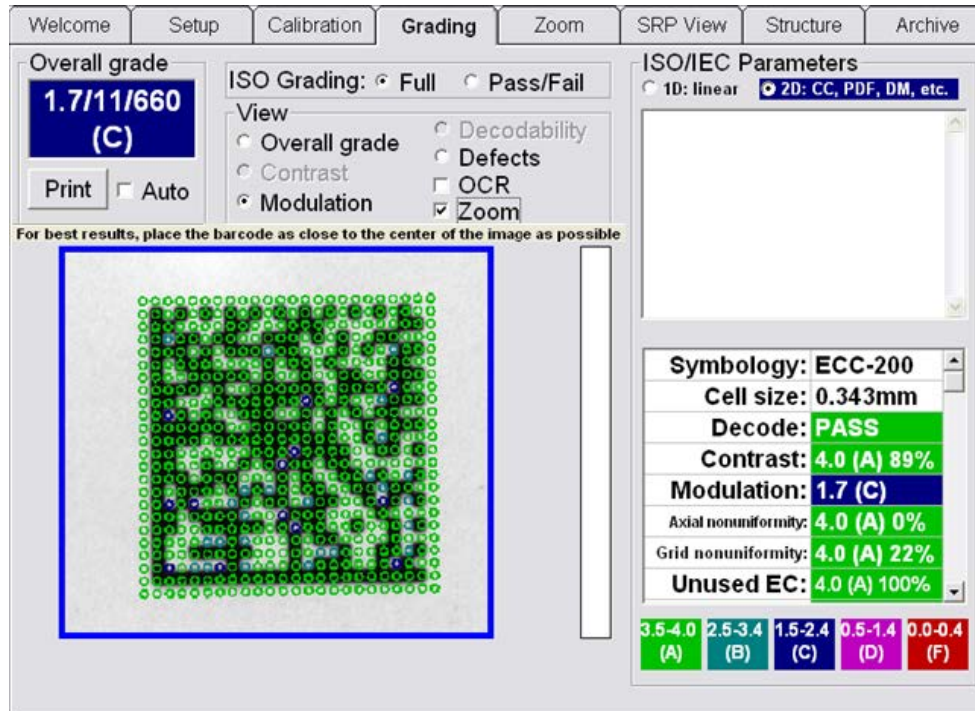 Welcome
Setup
Calibration
Grading
Zoom
SRP View
Structure
Archive
Overall grade
1.7/11/660
(C)
Print
Auto
ISO Grading:
Full
Pass/Fail
View
Overall grade
Contrast
Modulation
Decodability
Defects
OCR
Zoom
For best results, place the barcode as close to the center of the image as possible
ISO/IEC Parameters
1D: linear
2D: CC, PDF, DM, etc.
Symbology: ECC-200
Cell size: 0.343mm
Decode: PASS
Contrast: 4.0 (A) 89%
Modulation: 1.7 (C)
Axial nonuniformity: 4.0 (A) 0%
Grid nonuniformity: 4.0 (A) 22%
Unused EC: 4.0 (A) 100%
3.5-4.0
(A)
2.5-3.4
(B)
1.5-2.4
(C)
0.5-1.4
(D)
0.0-0.4
(F)